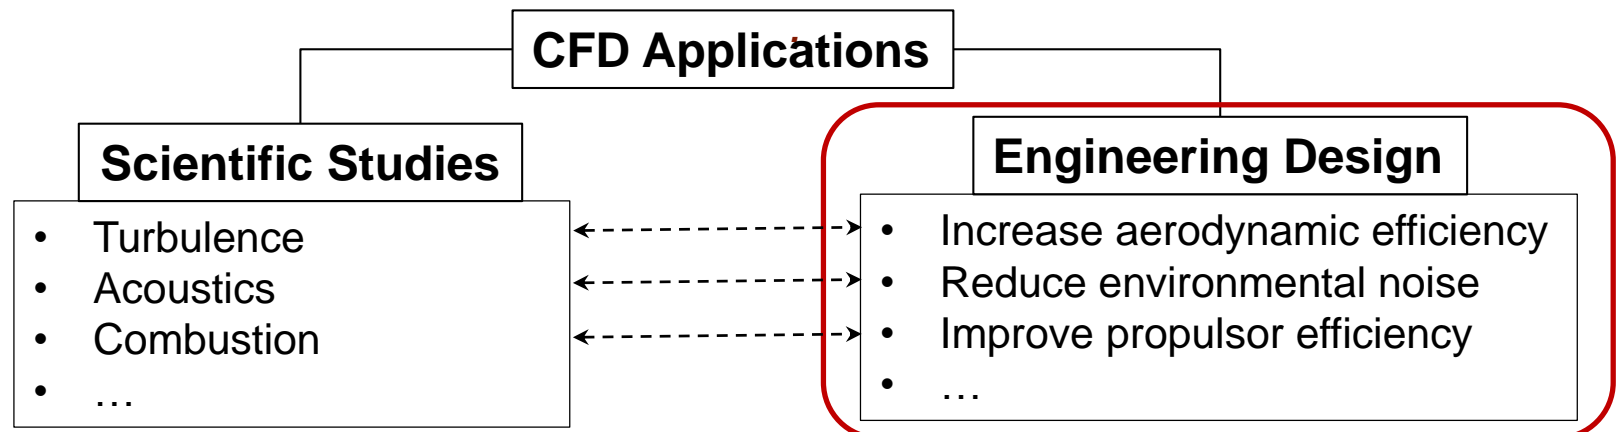 CFD Applications
Scientific Studies
• Turbulence
• Acoustics
• Combustion
• …
Engineering Design
• Increase aerodynamic efficiency
• Reduce environmental noise
• Improve propulsor efficiency
• …